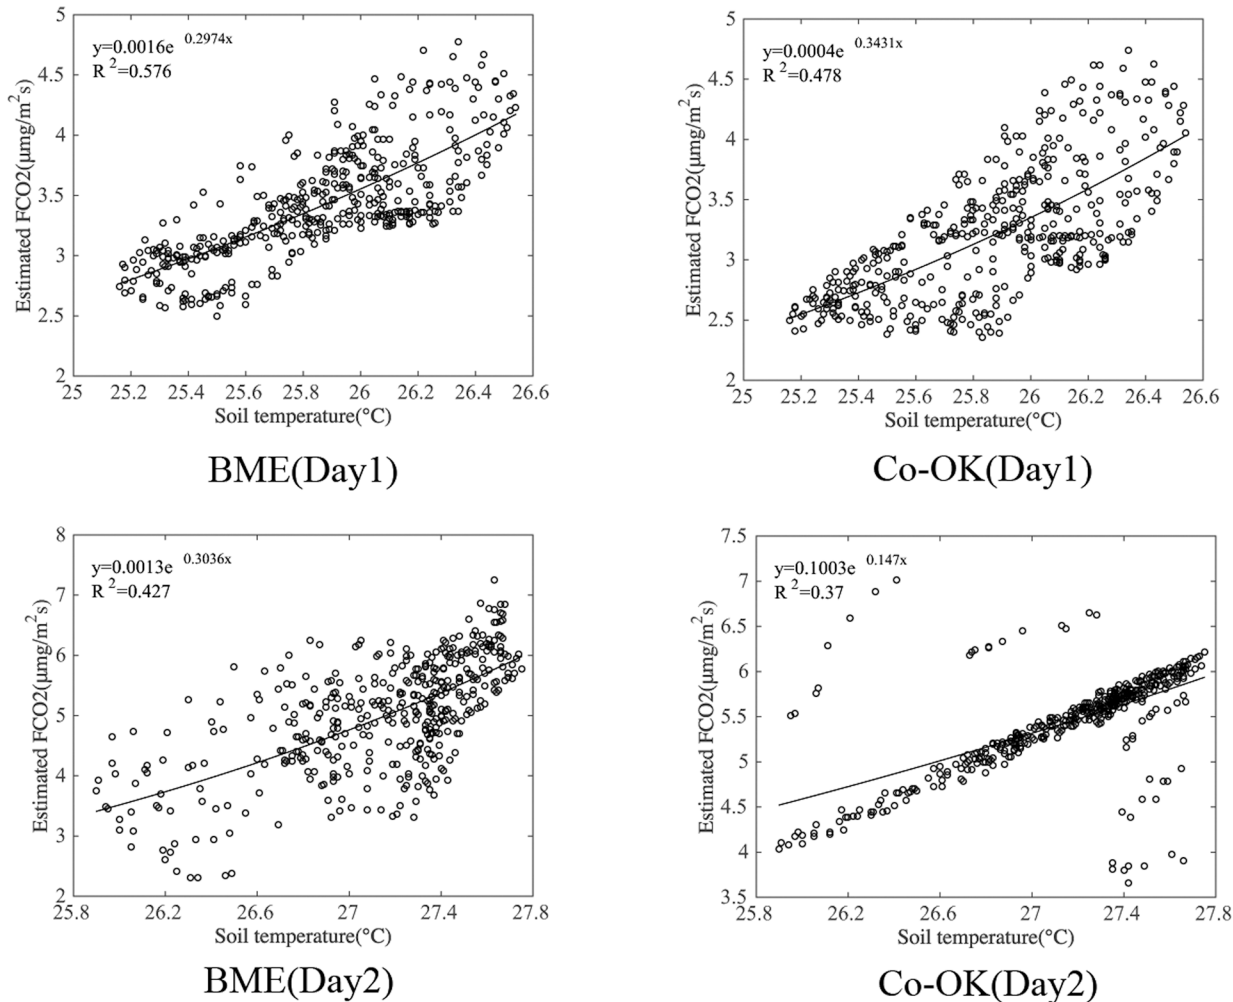 y=0.0016e 0.2974x
R 2=0.576
5
4.5
4
3.5
3
2.5
2
Estimated FCO2(μmg/m2s)
25 25.2 25.4 25.6 25.8 26 26.2 26.4 26.6
Soil temperature(°C)
BME(Day1)
y=0.0004e 0.3431x
R 2=0.478
5
4.5
4
3.5
3
2.5
2
Estimated FCO2(μmg/m2s)
25 25.2 25.4 25.6 25.8 26 26.2 26.4 26.6
Soil temperature(°C)
Co-OK(Day1)
y=0.0013e 0.3036x
R 2=0.427
8
7
6
5
4
3
2
Estimated FCO2(μmg/m2s)
25.8 26.2 26.6 27 27.4 27.8
Soil temperature(°C)
BME(Day2)
y=0.1003e 0.147x
R 2=0.37
7.5
7
6.5
6
5.5
5
4.5
4
3.5
Estimated FCO2(μmg/m2s)
25.8 26.2 26.6 27 27.4 27.8
Soil temperature(°C)
Co-OK(Day2)